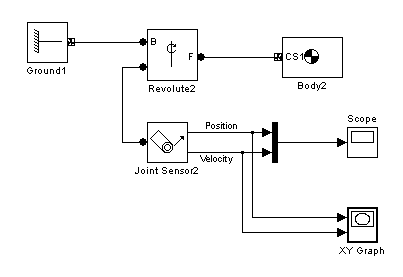 Ground1
B
F
Revolute2
CS1
Body2
Joint Sensor2
Position
Velocity
Scope
XY Graph